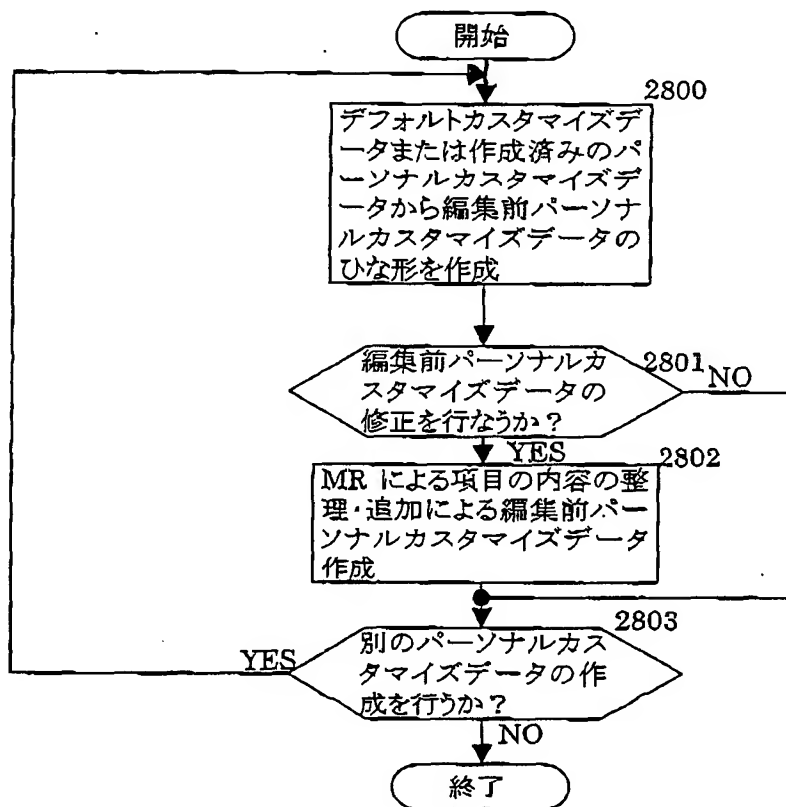 開始
2800
デフォルトカスタマイズデ
ータまたは作成済みのパ
ーソナルカスタマイズデ
ータから編集前パーソナ
ルカスタマイズデータの
ひな形を作成
編集前パーソナルカ
スタマイズデータの
修正を行なうか？
2801
NO
YES
2802
MR による項目の内容の整
理・追加による編集前パー
ソナルカスタマイズデータ
作成
2803
別のパーソナルカス
タマイズデータの作
成を行うか？
YES
NO
終了